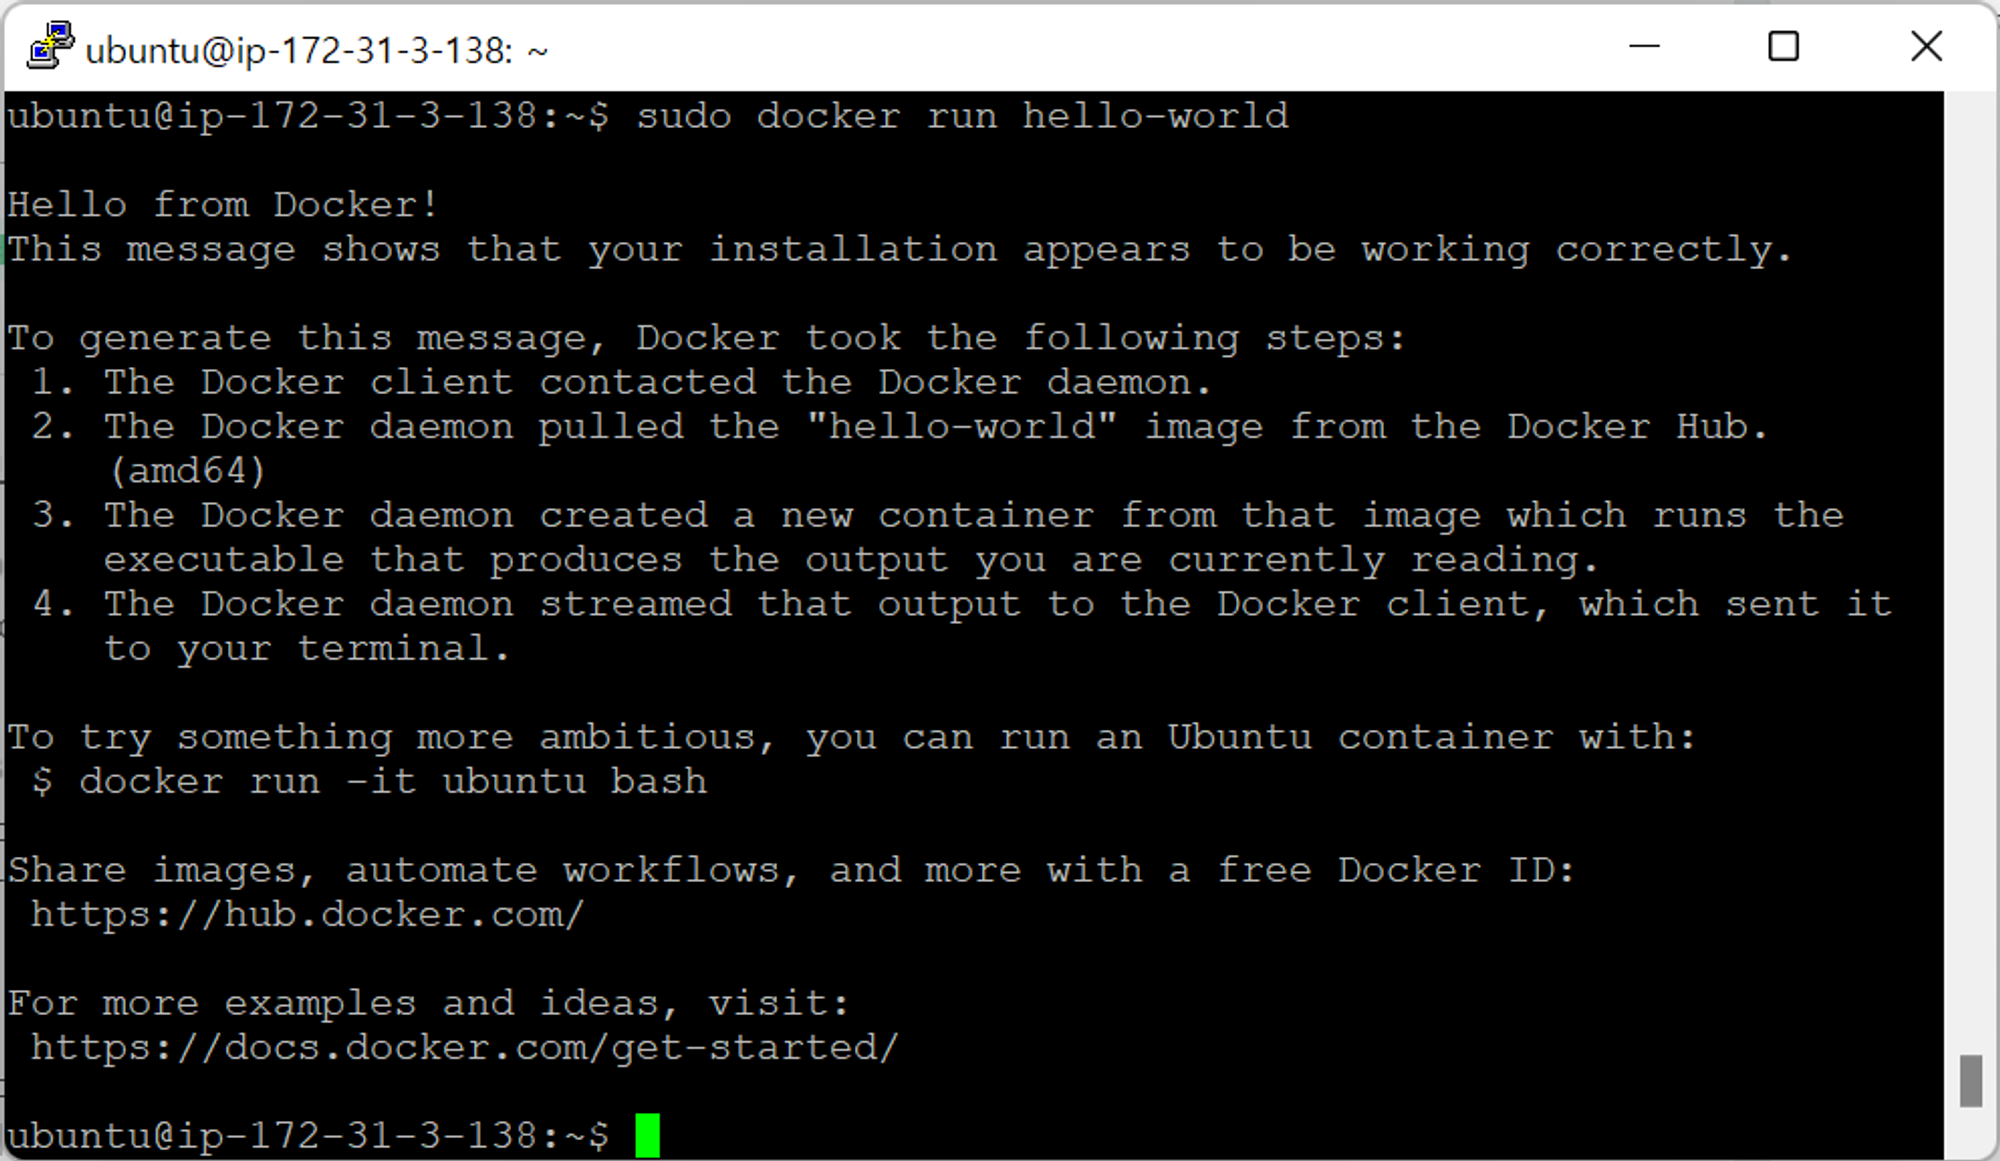 ubuntu@ip-172-31-3-138: ~
ubuntu@ip-172-31-3-138:~$ sudo docker run hello-world
Hello from Docker!
This message shows that your installation appears to be working correctly.
To generate this message, Docker took the following steps:
1. The Docker client contacted the Docker daemon.
2. The Docker daemon pulled the "hello-world" image from the Docker Hub.
(amd64)
3. The Docker daemon created a new container from that image which runs the
executable that produces the output you are currently reading.
4. The Docker daemon streamed that output to the Docker client, which sent it
to your terminal.
To try something more ambitious, you can run an Ubuntu container with:
$ docker run -it ubuntu bash
Share images, automate workflows, and more with a free Docker ID:
https://hub.docker.com/
For more examples and ideas, visit:
https://docs.docker.com/get-started/
ubuntu@ip-172-31-3-138:~$